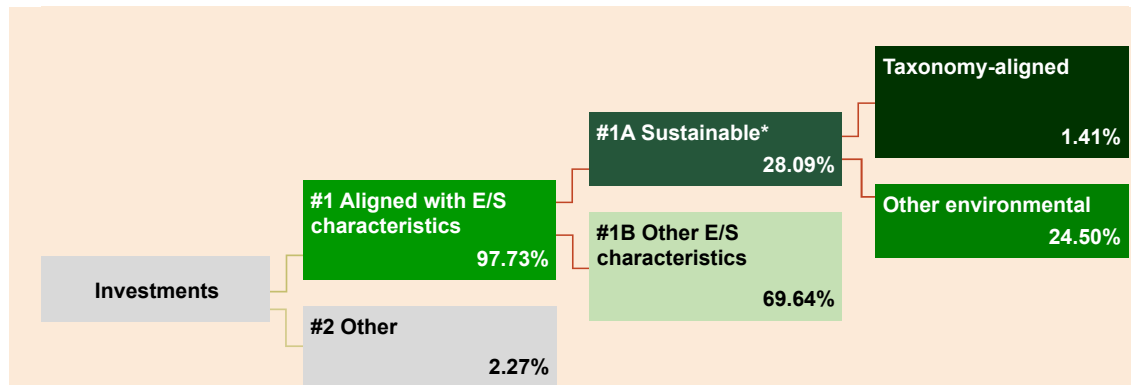 Investments
#1 Aligned with E/S
characteristics
97.73%
#2 Other
2.27%
#1A Sustainable*
28.09%
#1B Other E/S
characteristics
69.64%
Taxonomy-aligned
1.41%
Other environmental
24.50%